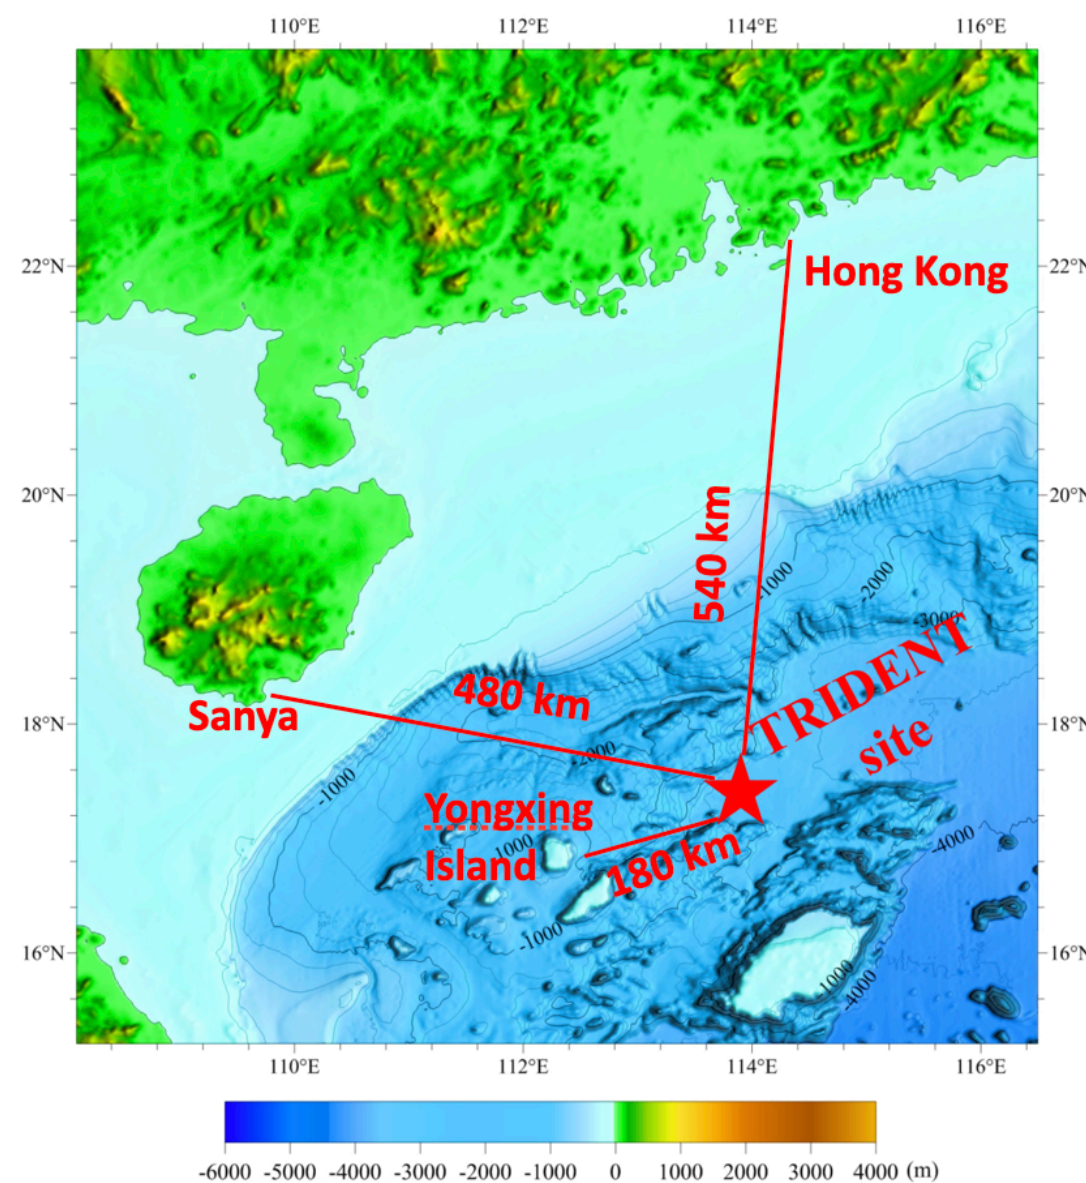 110°E 112°E 114°E 116°E
22°N 22°N
Hong Kong
20°N 20°N
540 km
-1000
-2000
-3000
TRIDENT
site
480 km
Sanya
18°N 18°N
-2000
-1000
Yongxing
Island
1000
180 km
-4000
-1000
16°N 16°N
1000
4000
110°E 112°E 114°E 116°E
-6000 -5000 -4000 -3000 -2000 -1000 0 1000 2000 3000 4000 (m)